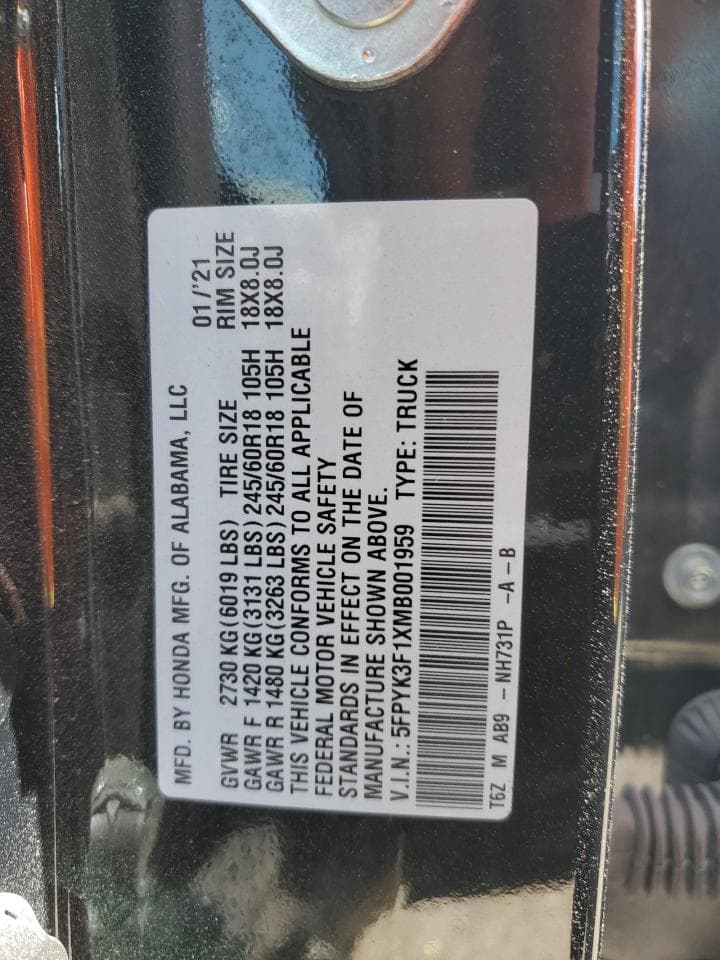 MFD. BY HONDA MFG. OF ALABAMA, LLC 01/'21
GVWR 2730 KG(6019 LBS) TIRE SIZE RIM SIZE
GAWR F 1420 KG(3131 LBS)245/60R18 105H 18X8.0J
GAWR R 1480 KG(3263 LBS)245/60R18 105H 18X8.0J
THIS VEHICLE CONFORMS TO ALL APPLICABLE
FEDERAL MOTOR VEHICLE SAFETY
STANDARDS IN EFFECT ON THE DATE OF
MANUFACTURE SHOWN ABOVE.
V.I.N.: 5FPYK3F1XMB001959 TYPE: TRUCK
T6Z M AB9 -NH731P -A -B